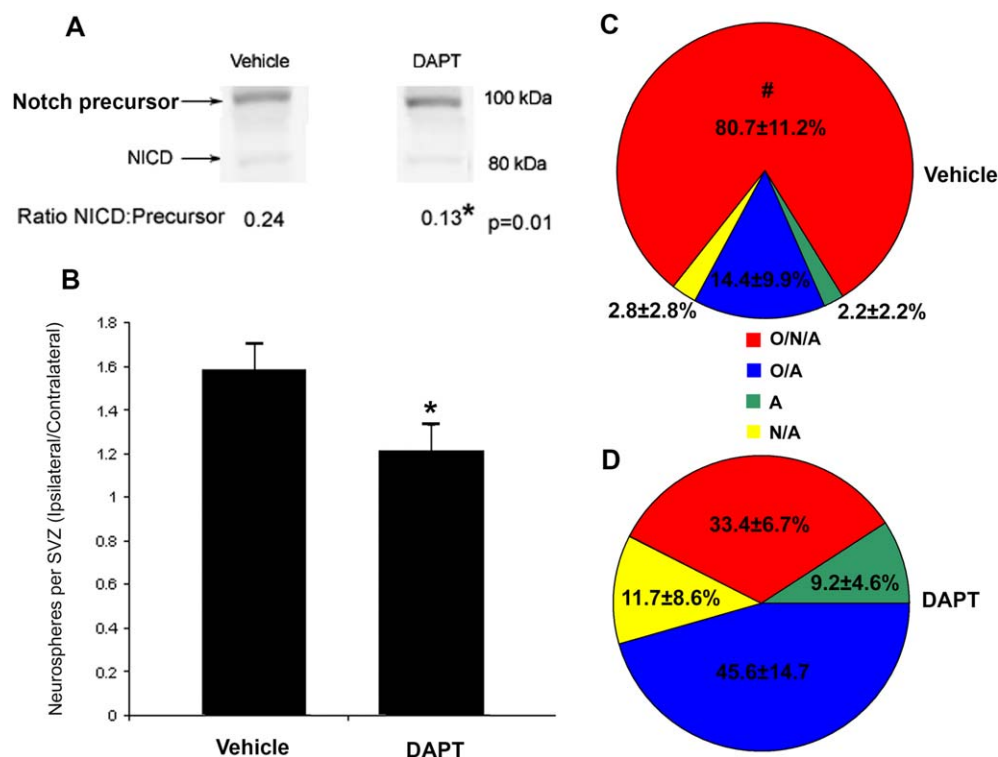 A
Vehicle DAPT
Notch precursor 100 kDa
NICD 80 kDa
Ratio NICD:Precursor 0.24 0.13* p=0.01
B
Neurospheres per SVZ (Ipsilateral/Contralateral)
1.8
1.6
1.4
1.2
1
0.8
0.6
0.4
0.2
0
*
Vehicle DAPT
C
#
80.7±11.2%
Vehicle
14.4±9.9%
2.8±2.8% 2.2±2.2%
O/N/A
O/A
A
N/A
D
33.4±6.7%
11.7±8.6% 9.2±4.6%
DAPT
45.6±14.7